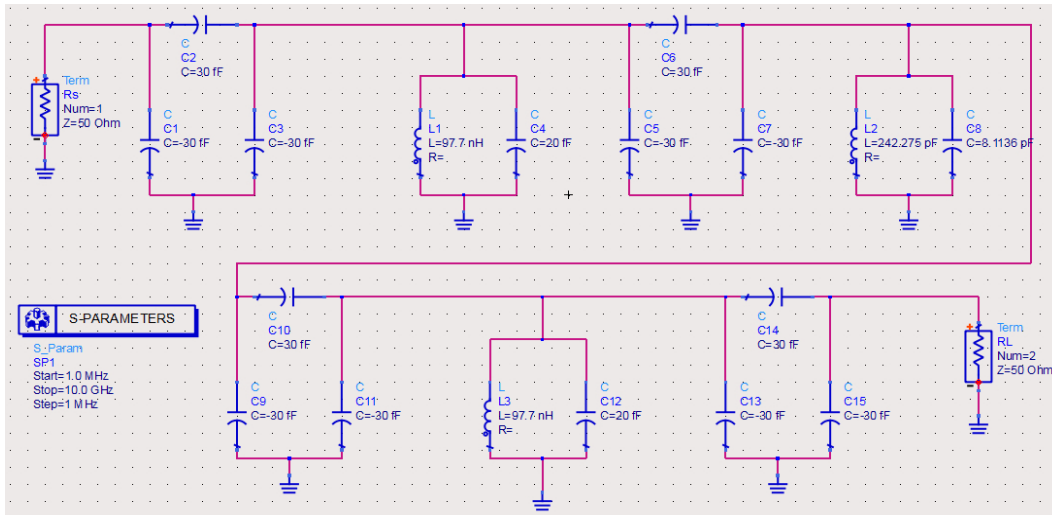 C
C2
C=30 fF
C
C6
C=30 fF
+
Term
Rs
Num=1
Z=50 Ohm
-
C
C1
C=-30 fF
C
C3
C=-30 fF
L
L1
L=97.7 nH
R=
C
C4
C=20 fF
C
C5
C=-30 fF
C
C7
C=-30 fF
L
L2
L=242.275 pF
R=
C
C8
C=8.1136 pF
C
C10
C=30 fF
C
C14
C=30 fF
S-PARAMETERS
S_Param
SP1
Start=1.0 MHz
Stop=10.0 GHz
Step=1 MHz
C
C9
C=-30 fF
C
C11
C=-30 fF
L
L3
L=97.7 nH
R=
C
C12
C=20 fF
C
C13
C=-30 fF
C
C15
C=-30 fF
+
Term
RL
Num=2
Z=50 Ohm
-